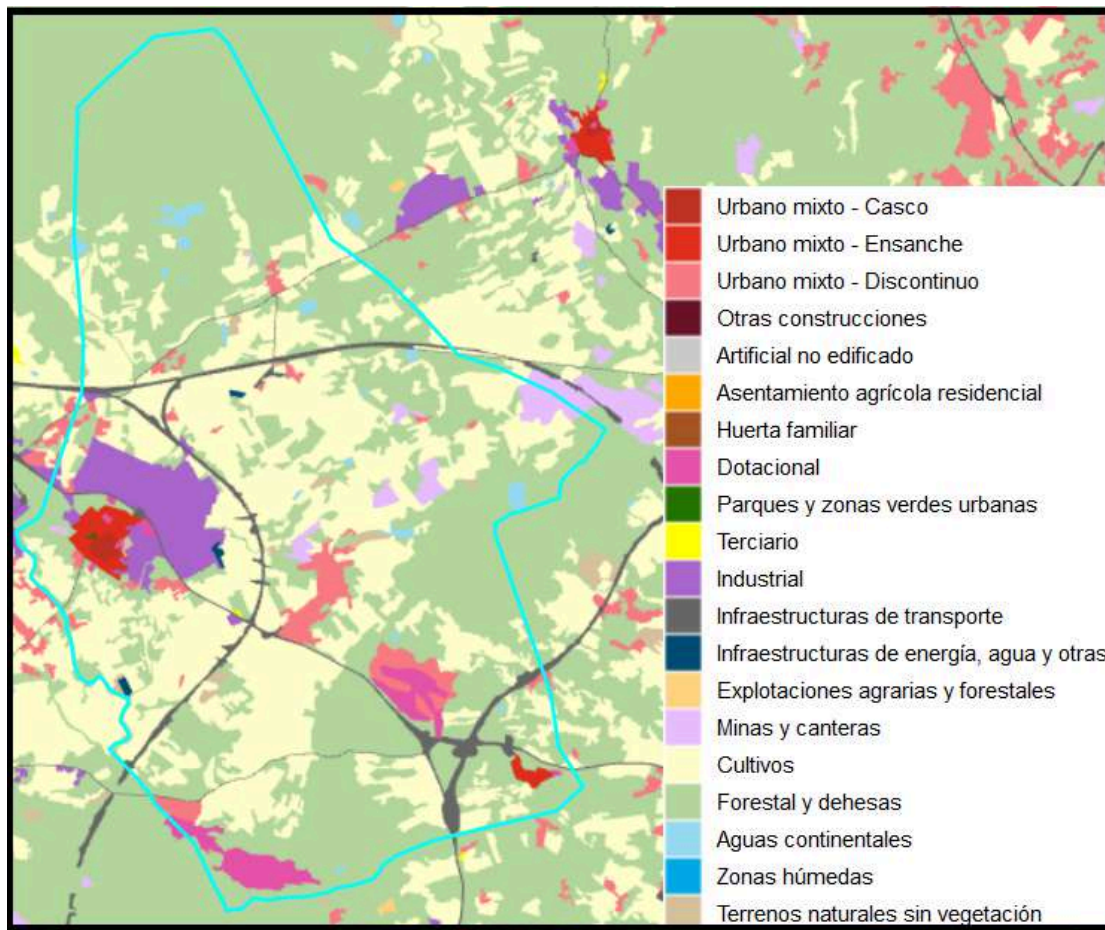 Urbano mixto - Casco
Urbano mixto - Ensanche
Urbano mixto - Discontinuo
Otras construcciones
Artificial no edificado
Asentamiento agrícola residencial
Huerta familiar
Dotacional
Parques y zonas verdes urbanas
Terciario
Industrial
Infraestructuras de transporte
Infraestructuras de energía, agua y otras
Explotaciones agrarias y forestales
Minas y canteras
Cultivos
Forestal y dehesas
Aguas continentales
Zonas húmedas
Terrenos naturales sin vegetación